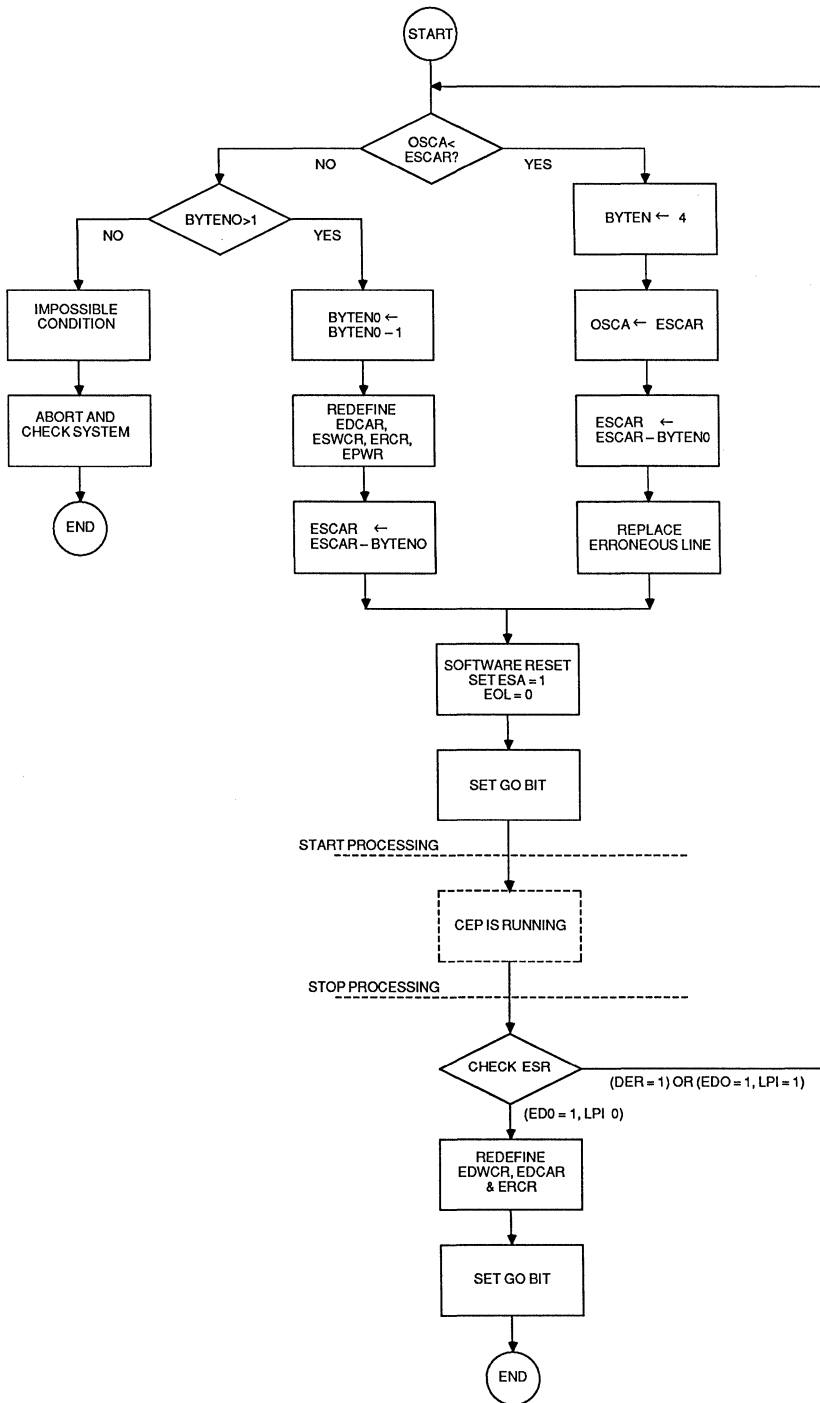 START
OSCA<
ESCAR?
NO
YES
BYTENO>1
BYTEN ← 4
NO
YES
IMPOSSIBLE
CONDITION
BYTEN0 ←
BYTEN0 – 1
OSCA ← ESCAR
ABORT AND
CHECK SYSTEM
REDEFINE
EDCAR,
ESWCR, ERCR,
EPWR
ESCAR ←
ESCAR – BYTEN0
END
ESCAR ←
ESCAR – BYTENO
REPLACE
ERRONEOUS LINE
SOFTWARE RESET
SET ESA = 1
EOL = 0
SET GO BIT
START PROCESSING
CEP IS RUNNING
STOP PROCESSING
CHECK ESR
(DER = 1) OR (EDO = 1, LPI = 1)
(ED0 = 1, LPI 0)
REDEFINE
EDWCR, EDCAR
& ERCR
SET GO BIT
END